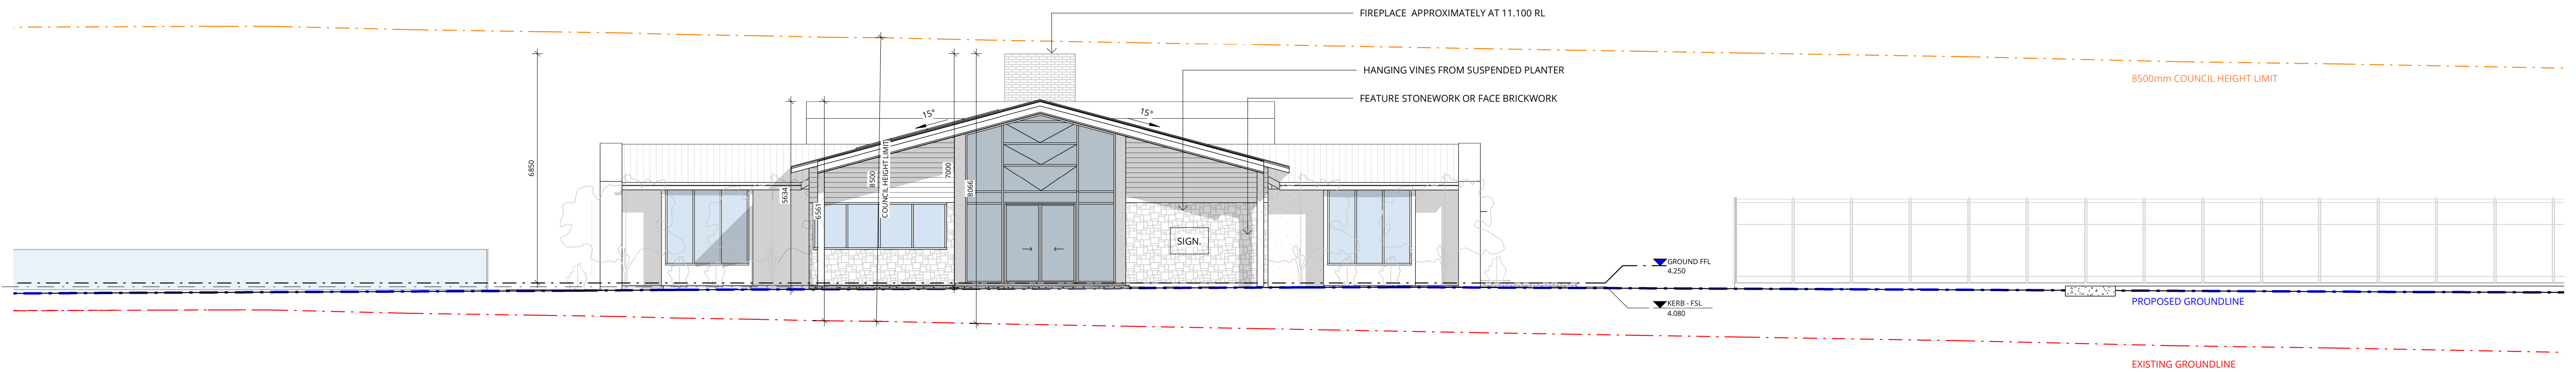 FIREPLACE APPROXIMATELY AT 11.100 RL
HANGING VINES FROM SUSPENDED PLANTER
8500mm COUNCIL HEIGHT LIMIT
FEATURE STONEWORK OR FACE BRICKWORK
15°
15°
6850
5634
6561
8500
COUNCIL HEIGHT LIMIT
7000
8066
SIGN.
GROUND FFL
4.250
KERB - FSL
4.080
PROPOSED GROUNDLINE
EXISTING GROUNDLINE